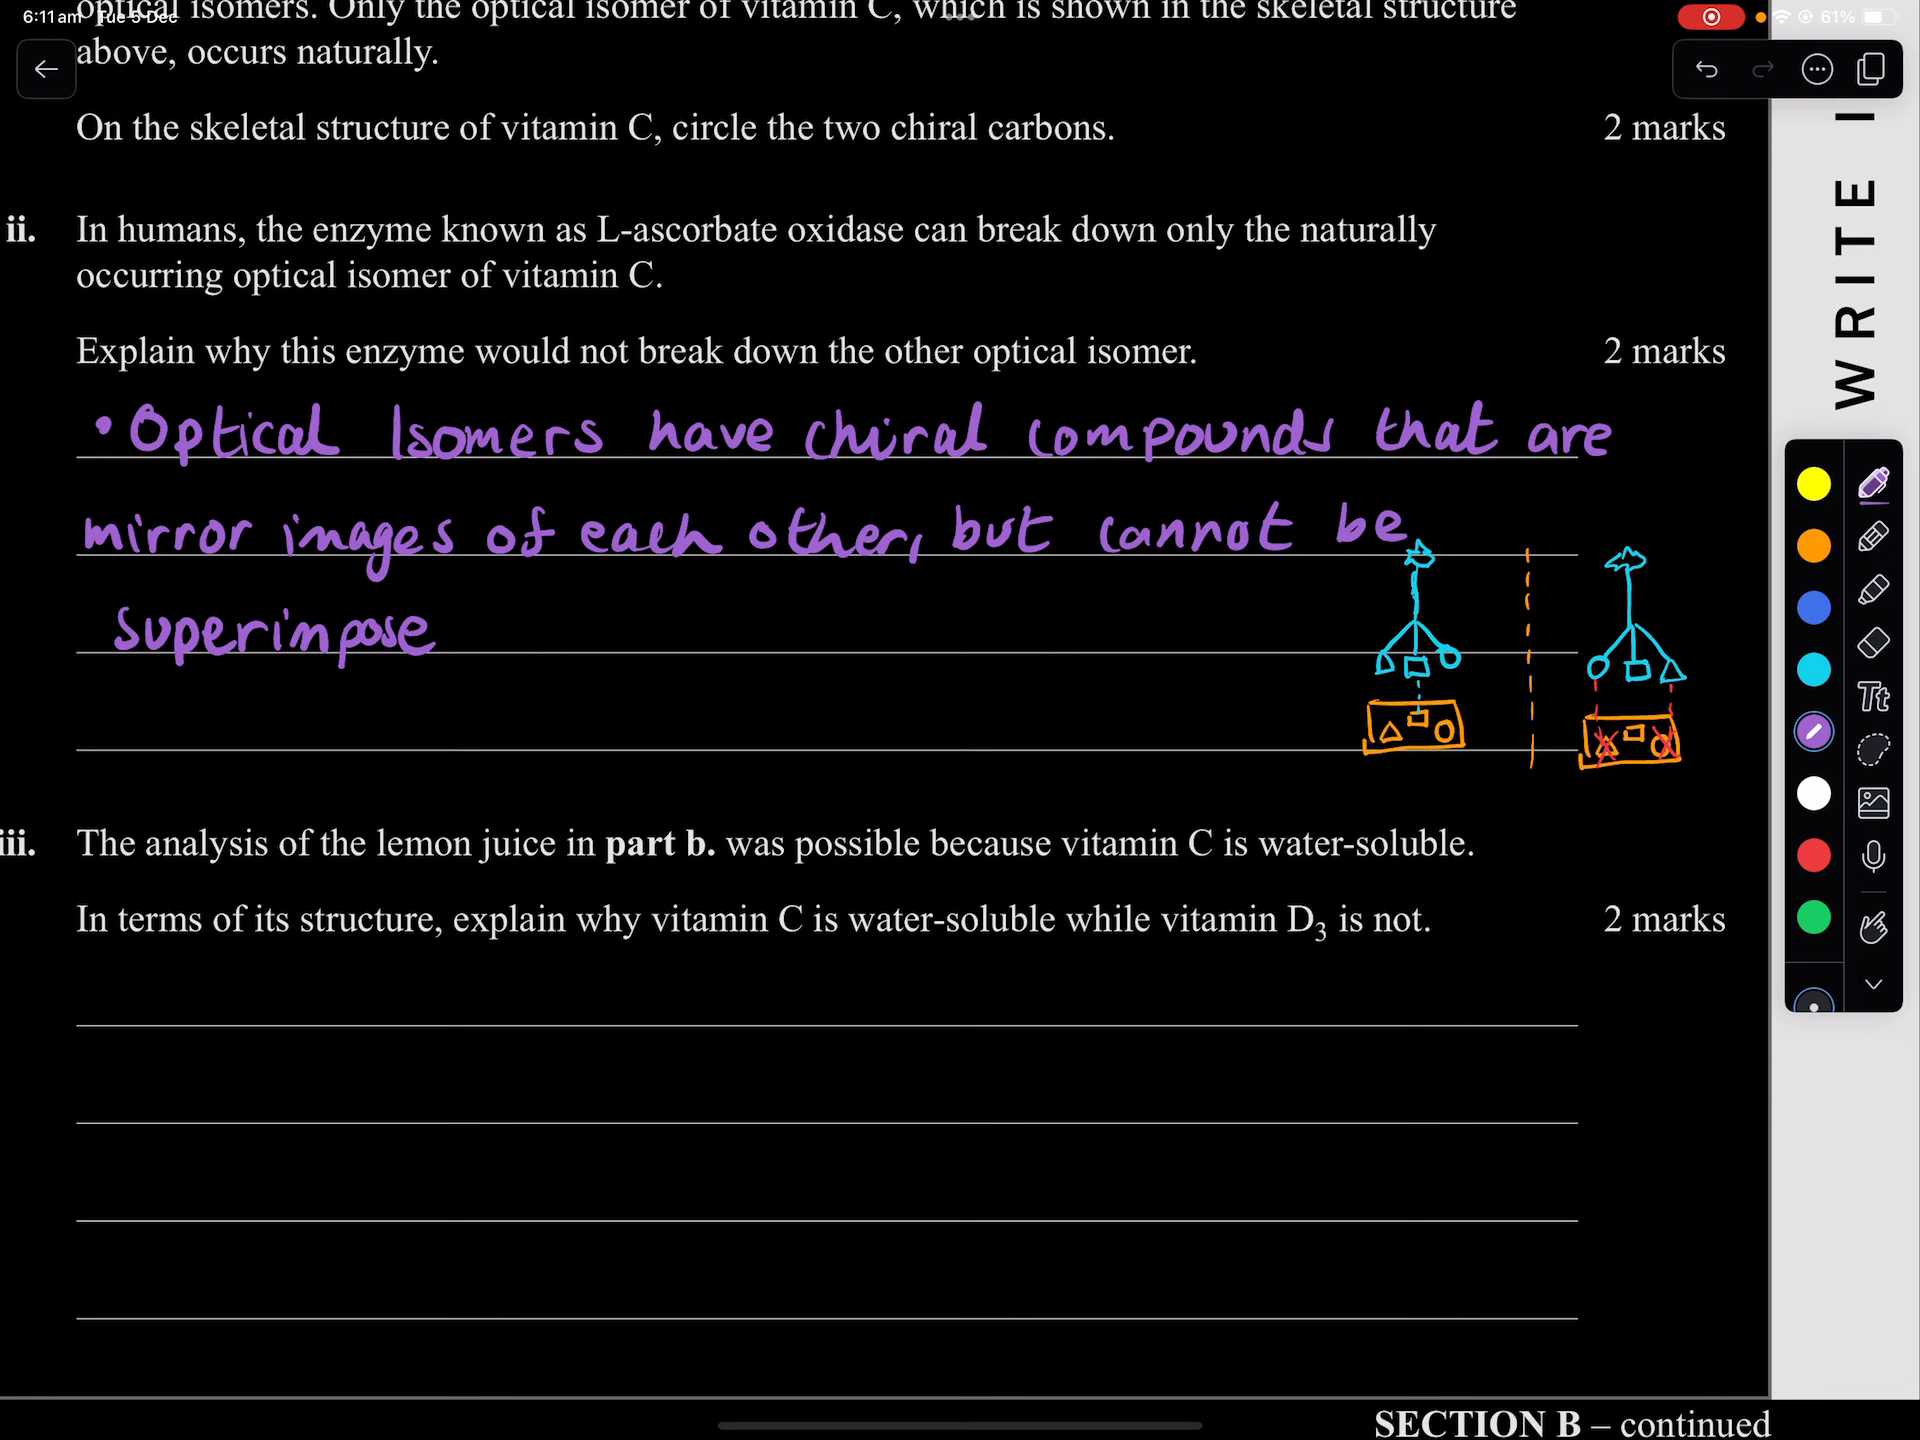 optical isomers. Only the optical isomer of vitamin C, which is shown in the skeletal structure
6:11am Tue 5 Dec
61%
above, occurs naturally.
On the skeletal structure of vitamin C, circle the two chiral carbons. 2 marks
ii. In humans, the enzyme known as L-ascorbate oxidase can break down only the naturally
occurring optical isomer of vitamin C.
Explain why this enzyme would not break down the other optical isomer. 2 marks
• Optical Isomers have chiral compounds that are
mirror images of each other, but cannot be
superimpose
iii. The analysis of the lemon juice in part b. was possible because vitamin C is water-soluble.
In terms of its structure, explain why vitamin C is water-soluble while vitamin D₃ is not. 2 marks
SECTION B – continued
WRITE I
Tt